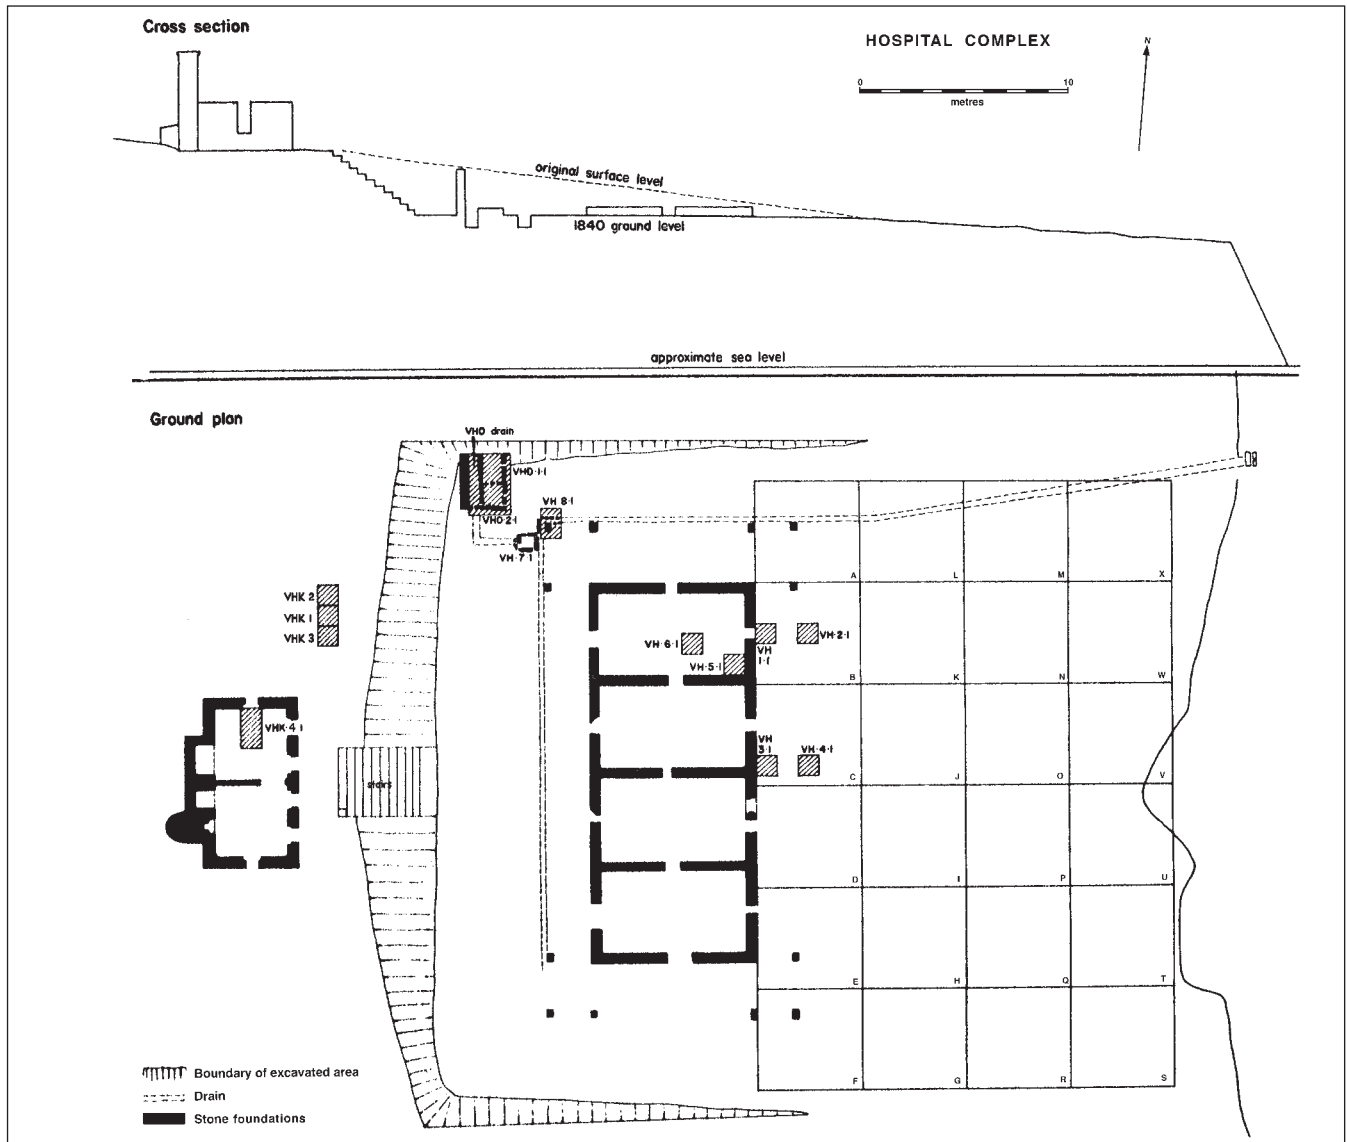 Cross section
HOSPITAL COMPLEX
N
0 10
metres
original surface level
1840 ground level
approximate sea level
Ground plan
VHD drain
VHD·1·1
VH 8·1
VHD·2·1
VH·7·1
A L M X
VHK 2
VHK 1
VHK 3
VH·6·1
VH·5·1
VH
1·1
VH·2·1
B K N W
VHK·4·1
VH
3·1
VH·4·1
stairs
C J O V
D I P U
E H Q T
F G R S
Boundary of excavated area
Drain
Stone foundations